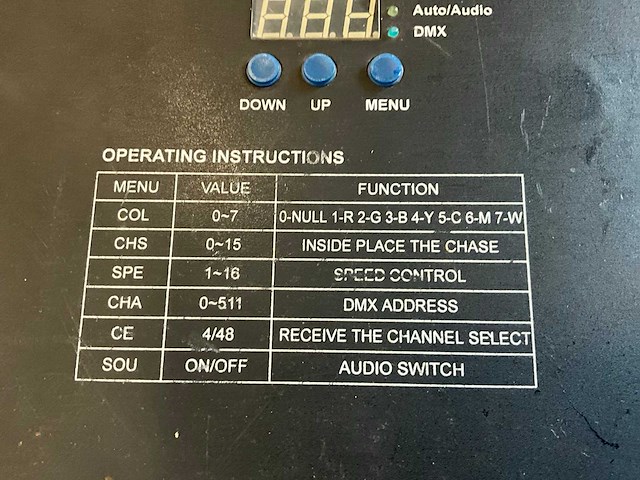 Auto/Audio
DMX
DOWN UP MENU
OPERATING INSTRUCTIONS
MENU VALUE FUNCTION
COL 0~7 0-NULL 1-R 2-G 3-B 4-Y 5-C 6-M 7-W
CHS 0~15 INSIDE PLACE THE CHASE
SPE 1~16 SPEED CONTROL
CHA 0~511 DMX ADDRESS
CE 4/48 RECEIVE THE CHANNEL SELECT
SOU ON/OFF AUDIO SWITCH